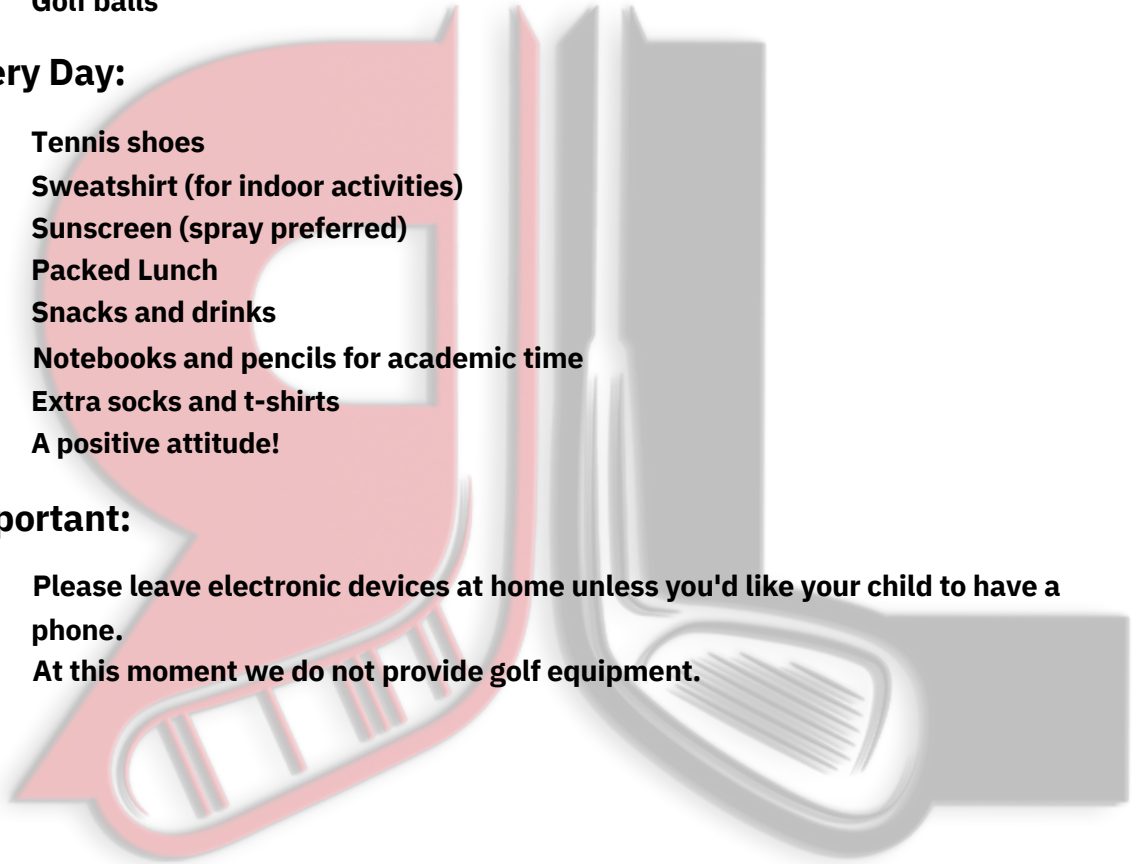 Golf balls
ery Day:
Tennis shoes
Sweatshirt (for indoor activities)
Sunscreen (spray preferred)
Packed Lunch
Snacks and drinks
Notebooks and pencils for academic time
Extra socks and t-shirts
A positive attitude!
portant:
Please leave electronic devices at home unless you'd like your child to have a
phone.
At this moment we do not provide golf equipment.